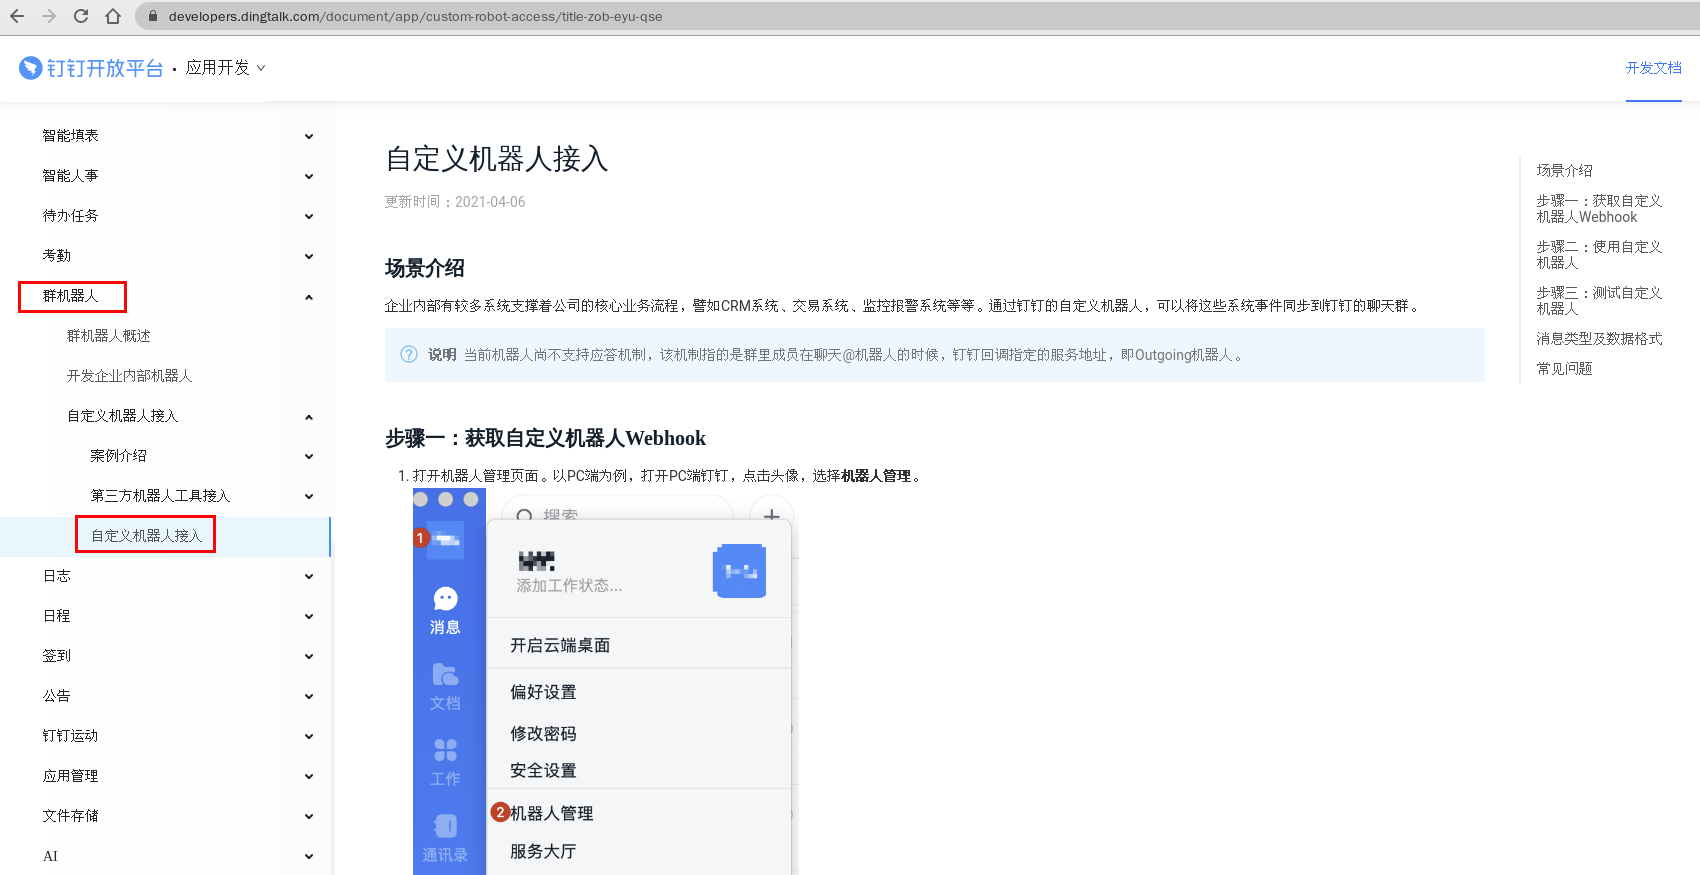 developers.dingtalk.com/document/app/custom-robot-access/title-zob-eyu-qse
钉钉开放平台 · 应用开发
开发文档
智能填表
智能人事
待办任务
考勤
群机器人
群机器人概述
开发企业内部机器人
自定义机器人接入
案例介绍
第三方机器人工具接入
自定义机器人接入
日志
日程
签到
公告
钉钉运动
应用管理
文件存储
AI
自定义机器人接入
更新时间：2021-04-06
场景介绍
企业内部有较多系统支撑着公司的核心业务流程，譬如CRM系统、交易系统、监控报警系统等等。通过钉钉的自定义机器人，可以将这些系统事件同步到钉钉的聊天群。
说明 当前机器人尚不支持应答机制，该机制指的是群里成员在聊天@机器人的时候，钉钉回调指定的服务地址，即Outgoing机器人。
步骤一：获取自定义机器人Webhook
1. 打开机器人管理页面。以PC端为例，打开PC端钉钉，点击头像，选择机器人管理。
搜索
1
添加工作状态...
消息
文档
工作
通讯录
开启云端桌面
偏好设置
修改密码
安全设置
2 机器人管理
服务大厅
场景介绍
步骤一：获取自定义
机器人Webhook
步骤二：使用自定义
机器人
步骤三：测试自定义
机器人
消息类型及数据格式
常见问题